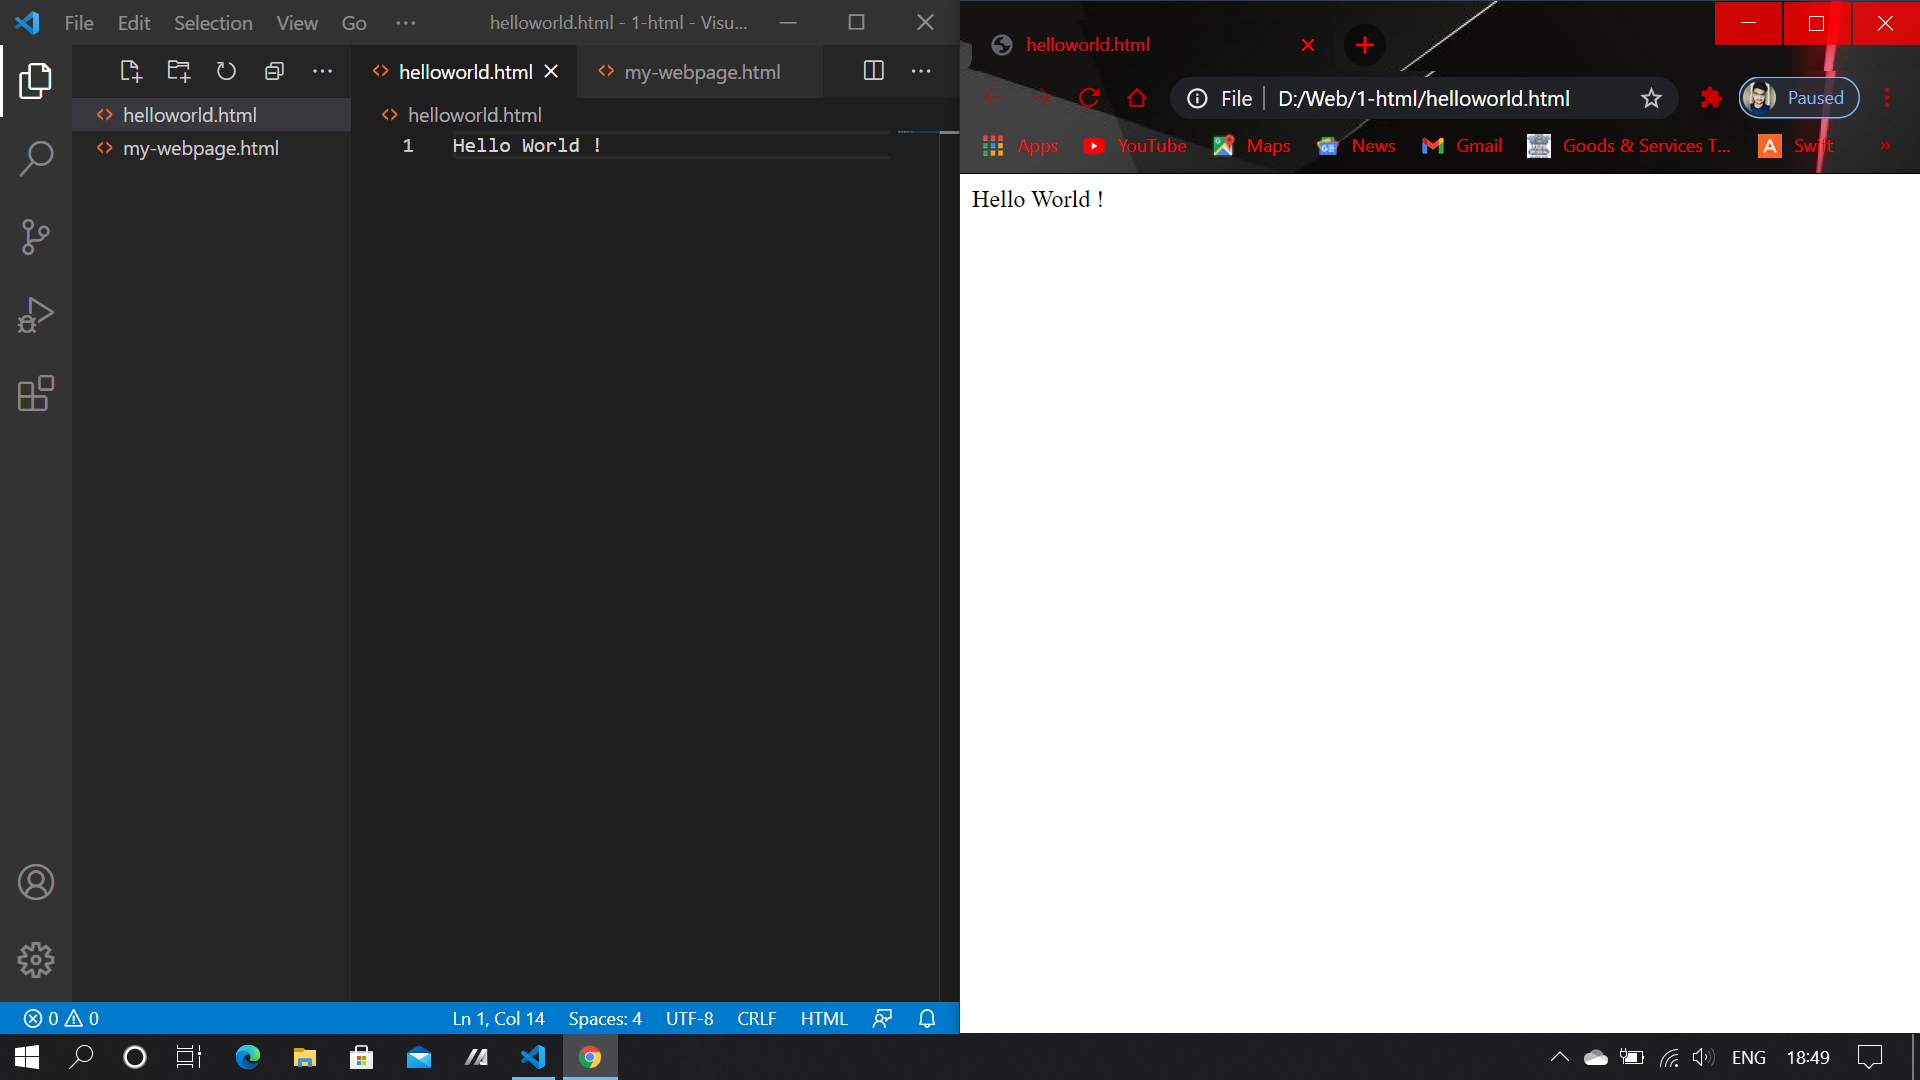 File Edit Selection View Go ··· helloworld.html - 1-html - Visu...
helloworld.html
my-webpage.html
helloworld.html my-webpage.html
helloworld.html
1 Hello World !
0 0 Ln 1, Col 14 Spaces: 4 UTF-8 CRLF HTML
helloworld.html
File D:/Web/1-html/helloworld.html Paused
Apps YouTube Maps News Gmail Goods & Services T... A Swift »
Hello World !
ENG 18:49